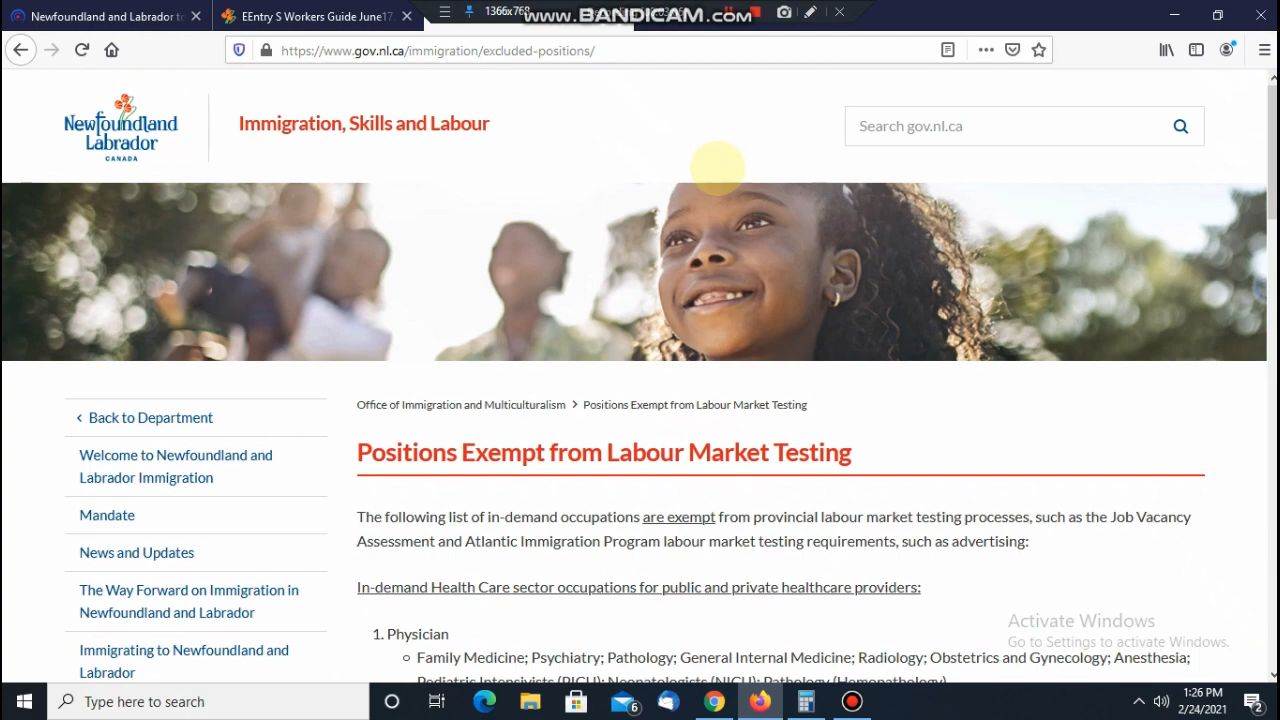 Newfoundland and Labrador to
EEntry S Workers Guide June17
1366x768
www.BANDICAM.com
https://www.gov.nl.ca/immigration/excluded-positions/
Newfoundland
Labrador
CANADA
Immigration, Skills and Labour
Search gov.nl.ca
Back to Department
Welcome to Newfoundland and
Labrador Immigration
Mandate
News and Updates
The Way Forward on Immigration in
Newfoundland and Labrador
Immigrating to Newfoundland and
Labrador
Office of Immigration and Multiculturalism > Positions Exempt from Labour Market Testing
Positions Exempt from Labour Market Testing
The following list of in-demand occupations are exempt from provincial labour market testing processes, such as the Job Vacancy
Assessment and Atlantic Immigration Program labour market testing requirements, such as advertising:
In-demand Health Care sector occupations for public and private healthcare providers:
1. Physician
Family Medicine; Psychiatry; Pathology; General Internal Medicine; Radiology; Obstetrics and Gynecology; Anesthesia;
Pediatric Intensivists (PICU); Neonatologists (NICU); Pathology (Hemopathology)
Activate Windows
Go to Settings to activate Windows.
Type here to search
6
1:26 PM
2/24/2021
2